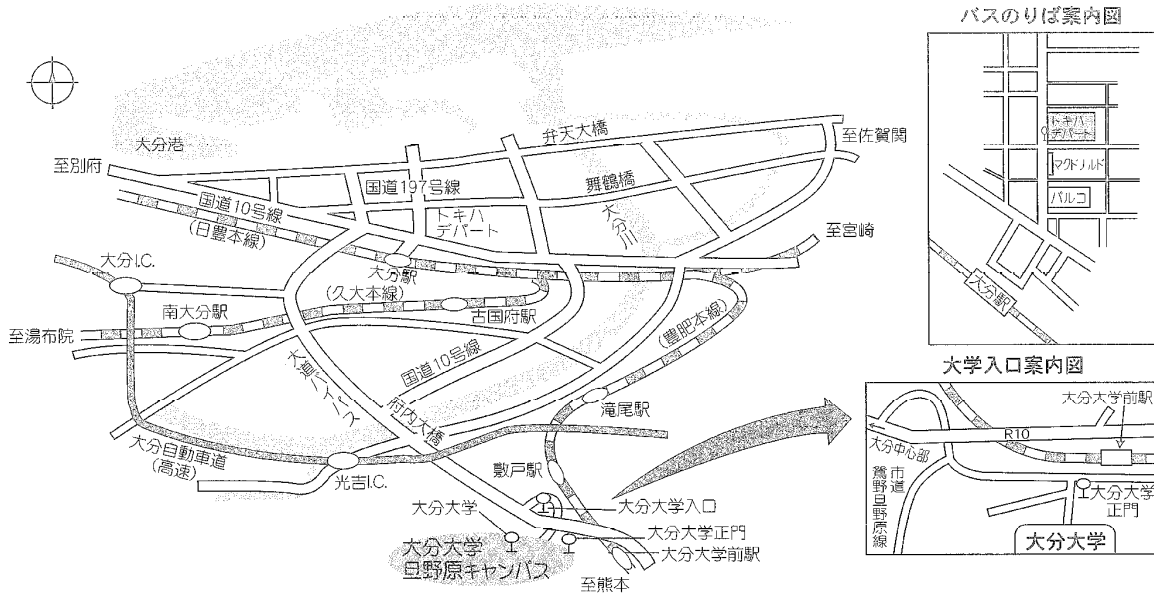 大分港
至別府
国道10号線
(日豊本線)
国道197号線
トキハ
デパート
弁天大橋
舞鶴橋
大分川
至佐賀関
至宮崎
大分I.C.
大分駅
(久大本線)
南大分駅
古国府駅
至湯布院
大道バイパス
国道10号線
府内大橋
(豊肥本線)
滝尾駅
大分自動車道
(高速)
光吉I.C.
敷戸駅
大分大学
大分大学入口
大分大学正門
大分大学前駅
大分大学
旦野原キャンパス
至熊本
バスのりば案内図
トキハ
デパート
マクドナルド
パルコ
大分駅
大学入口案内図
大分大学前駅
R10
大分中心部
市道
鴛野旦野原線
大分大学
正門
大分大学